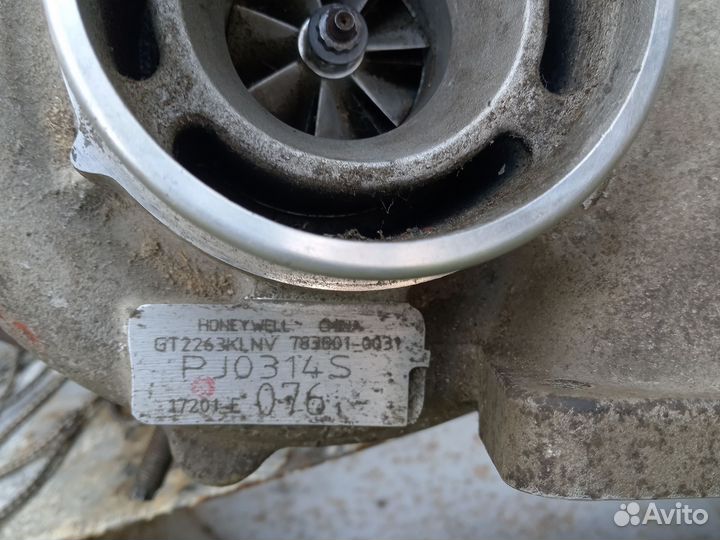 HONEYWELL CHINA
GT2263KLNV 783801-0031
PJ0314S
17201-E 076
Avito